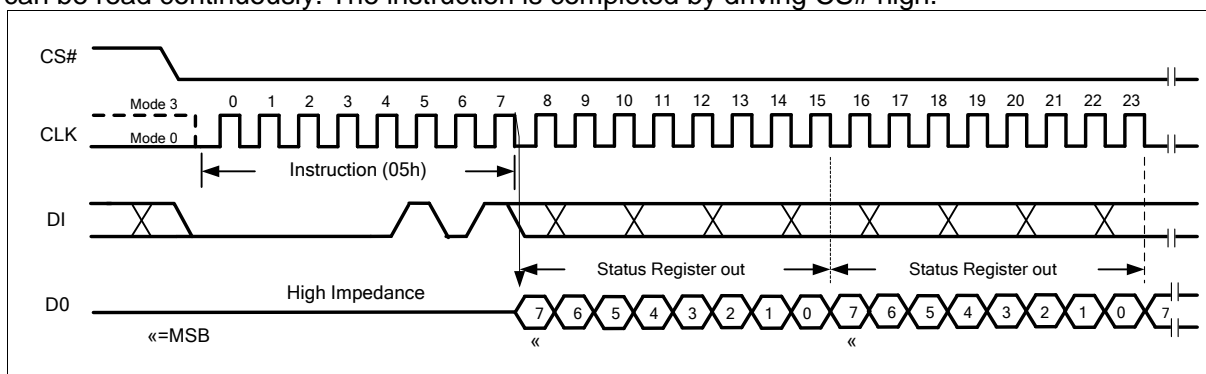 can be read continuously. The instruction is completed by driving CS# high.
CS#
Mode 3
0 1 2 3 4 5 6 7 8 9 10 11 12 13 14 15 16 17 18 19 20 21 22 23
CLK
Mode 0
Instruction (05h)
DI
Status Register out Status Register out
High Impedance
D0
7 6 5 4 3 2 1 0 7 6 5 4 3 2 1 0 7
«=MSB
« «